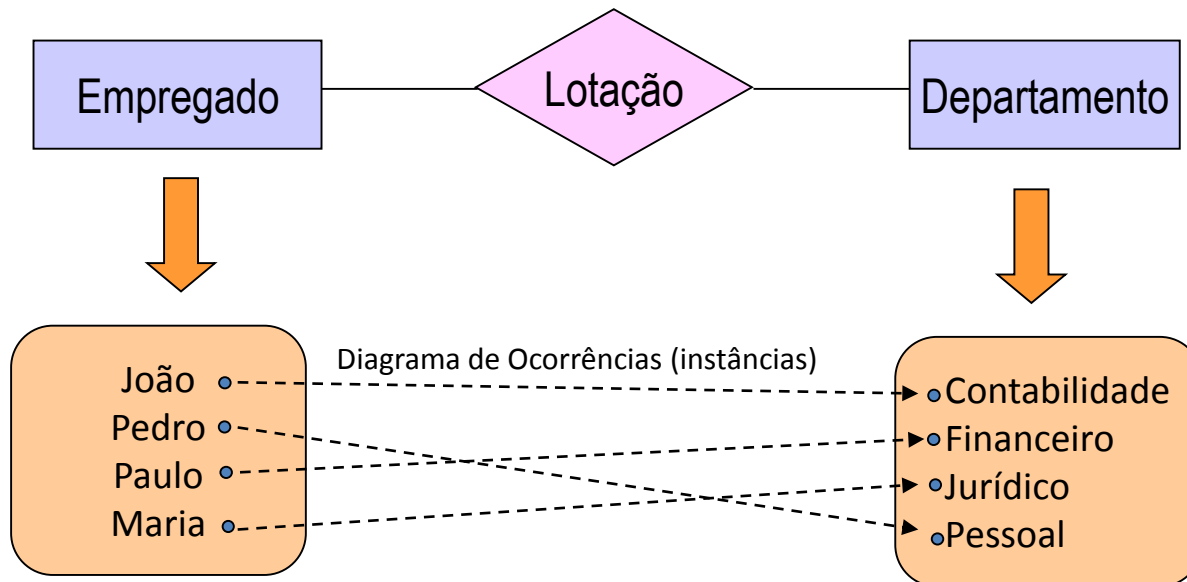 Empregado
Lotação
Departamento
Diagrama de Ocorrências (instâncias)
João
Pedro
Paulo
Maria
Contabilidade
Financeiro
Jurídico
Pessoal